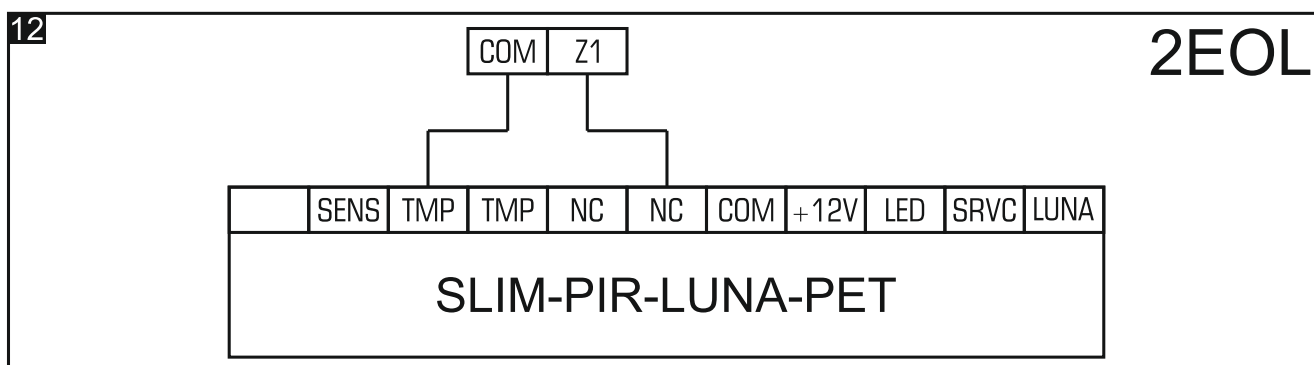 12
2EOL
COM Z1
SENS TMP TMP NC NC COM +12V LED SRVC LUNA
SLIM-PIR-LUNA-PET